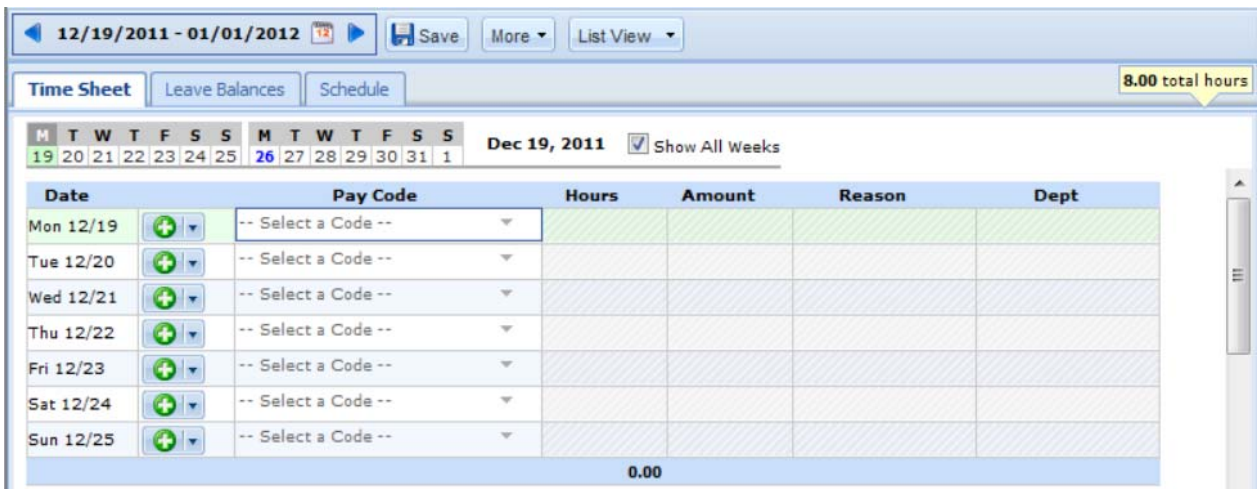 12/19/2011 - 01/01/2012 12 Save More List View
Time Sheet Leave Balances Schedule 8.00 total hours
M T W T F S S M T W T F S S
19 20 21 22 23 24 25 26 27 28 29 30 31 1 Dec 19, 2011 Show All Weeks
Date Pay Code Hours Amount Reason Dept
Mon 12/19 -- Select a Code --
Tue 12/20 -- Select a Code --
Wed 12/21 -- Select a Code --
Thu 12/22 -- Select a Code --
Fri 12/23 -- Select a Code --
Sat 12/24 -- Select a Code --
Sun 12/25 -- Select a Code --
0.00